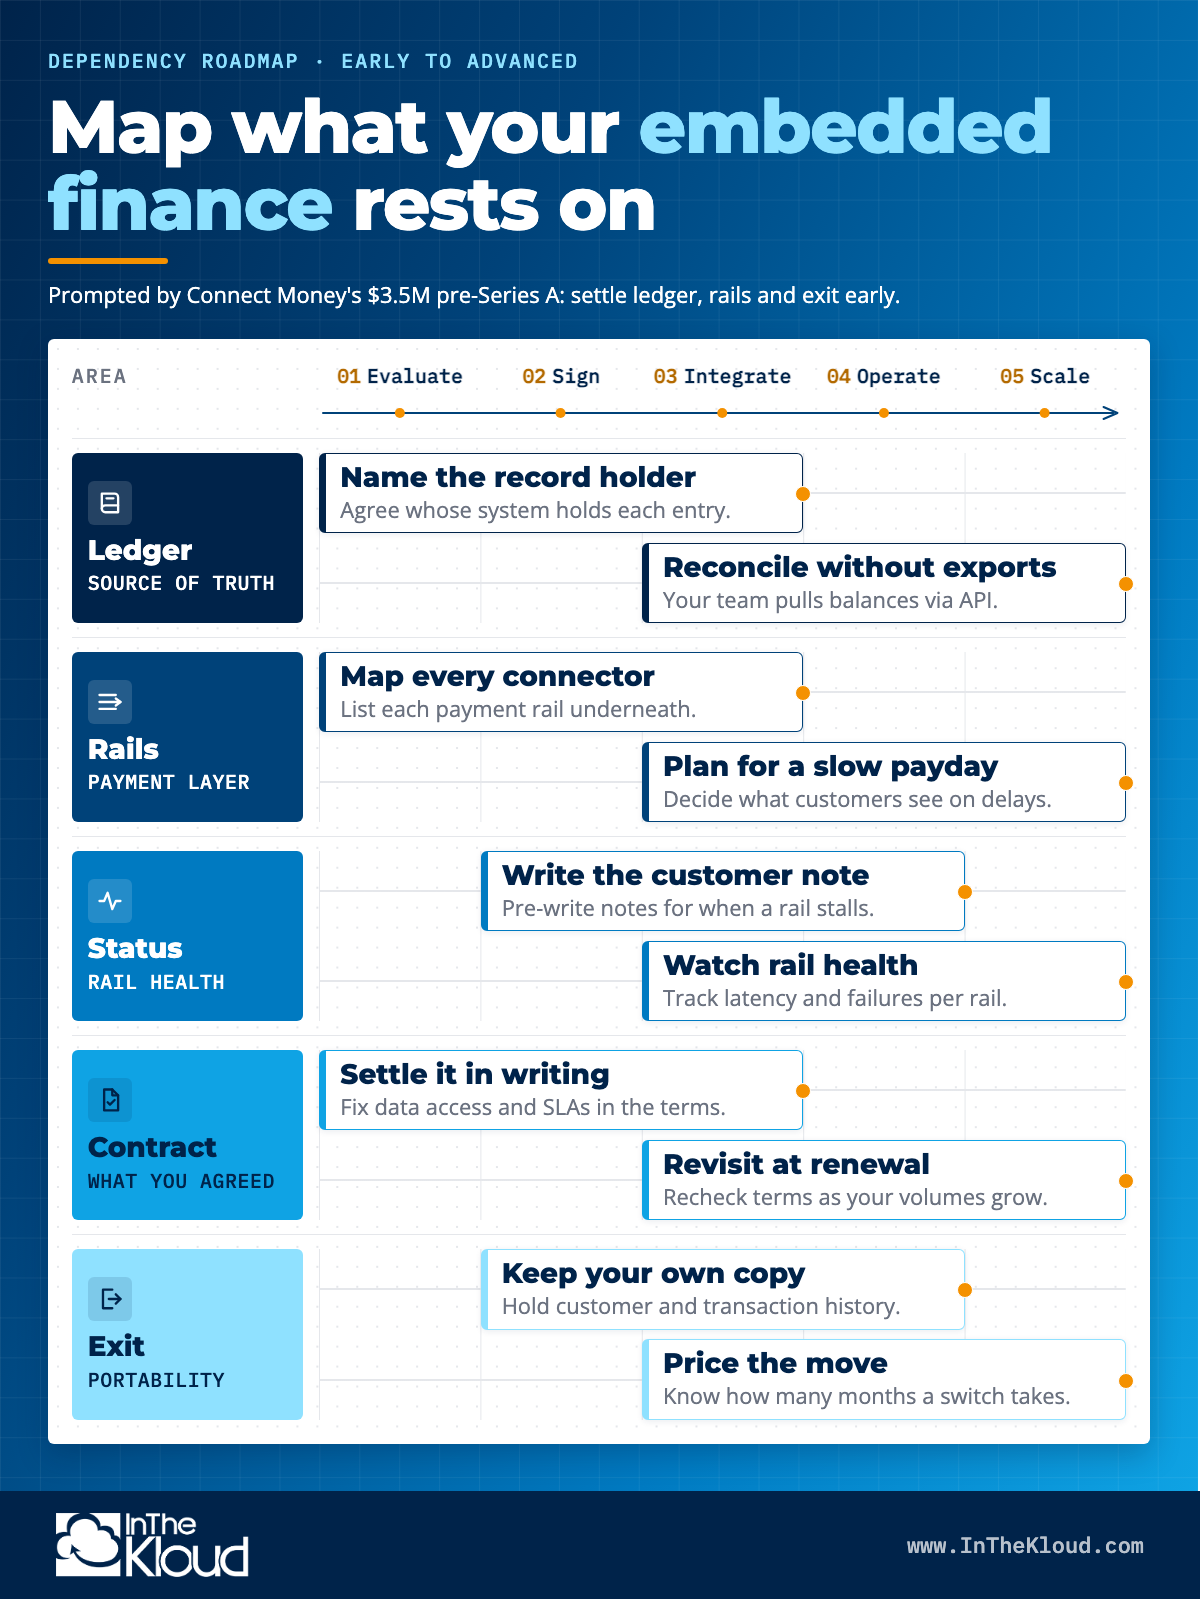 DEPENDENCY ROADMAP · EARLY TO ADVANCED
Map what your embedded
finance rests on
Prompted by Connect Money's $3.5M pre-Series A: settle ledger, rails and exit early.
AREA
01 Evaluate
02 Sign
03 Integrate
04 Operate
05 Scale
Ledger
SOURCE OF TRUTH
Name the record holder
Agree whose system holds each entry.
Reconcile without exports
Your team pulls balances via API.
Rails
PAYMENT LAYER
Map every connector
List each payment rail underneath.
Plan for a slow payday
Decide what customers see on delays.
Status
RAIL HEALTH
Write the customer note
Pre-write notes for when a rail stalls.
Watch rail health
Track latency and failures per rail.
Contract
WHAT YOU AGREED
Settle it in writing
Fix data access and SLAs in the terms.
Revisit at renewal
Recheck terms as your volumes grow.
Exit
PORTABILITY
Keep your own copy
Hold customer and transaction history.
Price the move
Know how many months a switch takes.
InThe
Kloud
www.InTheKloud.com